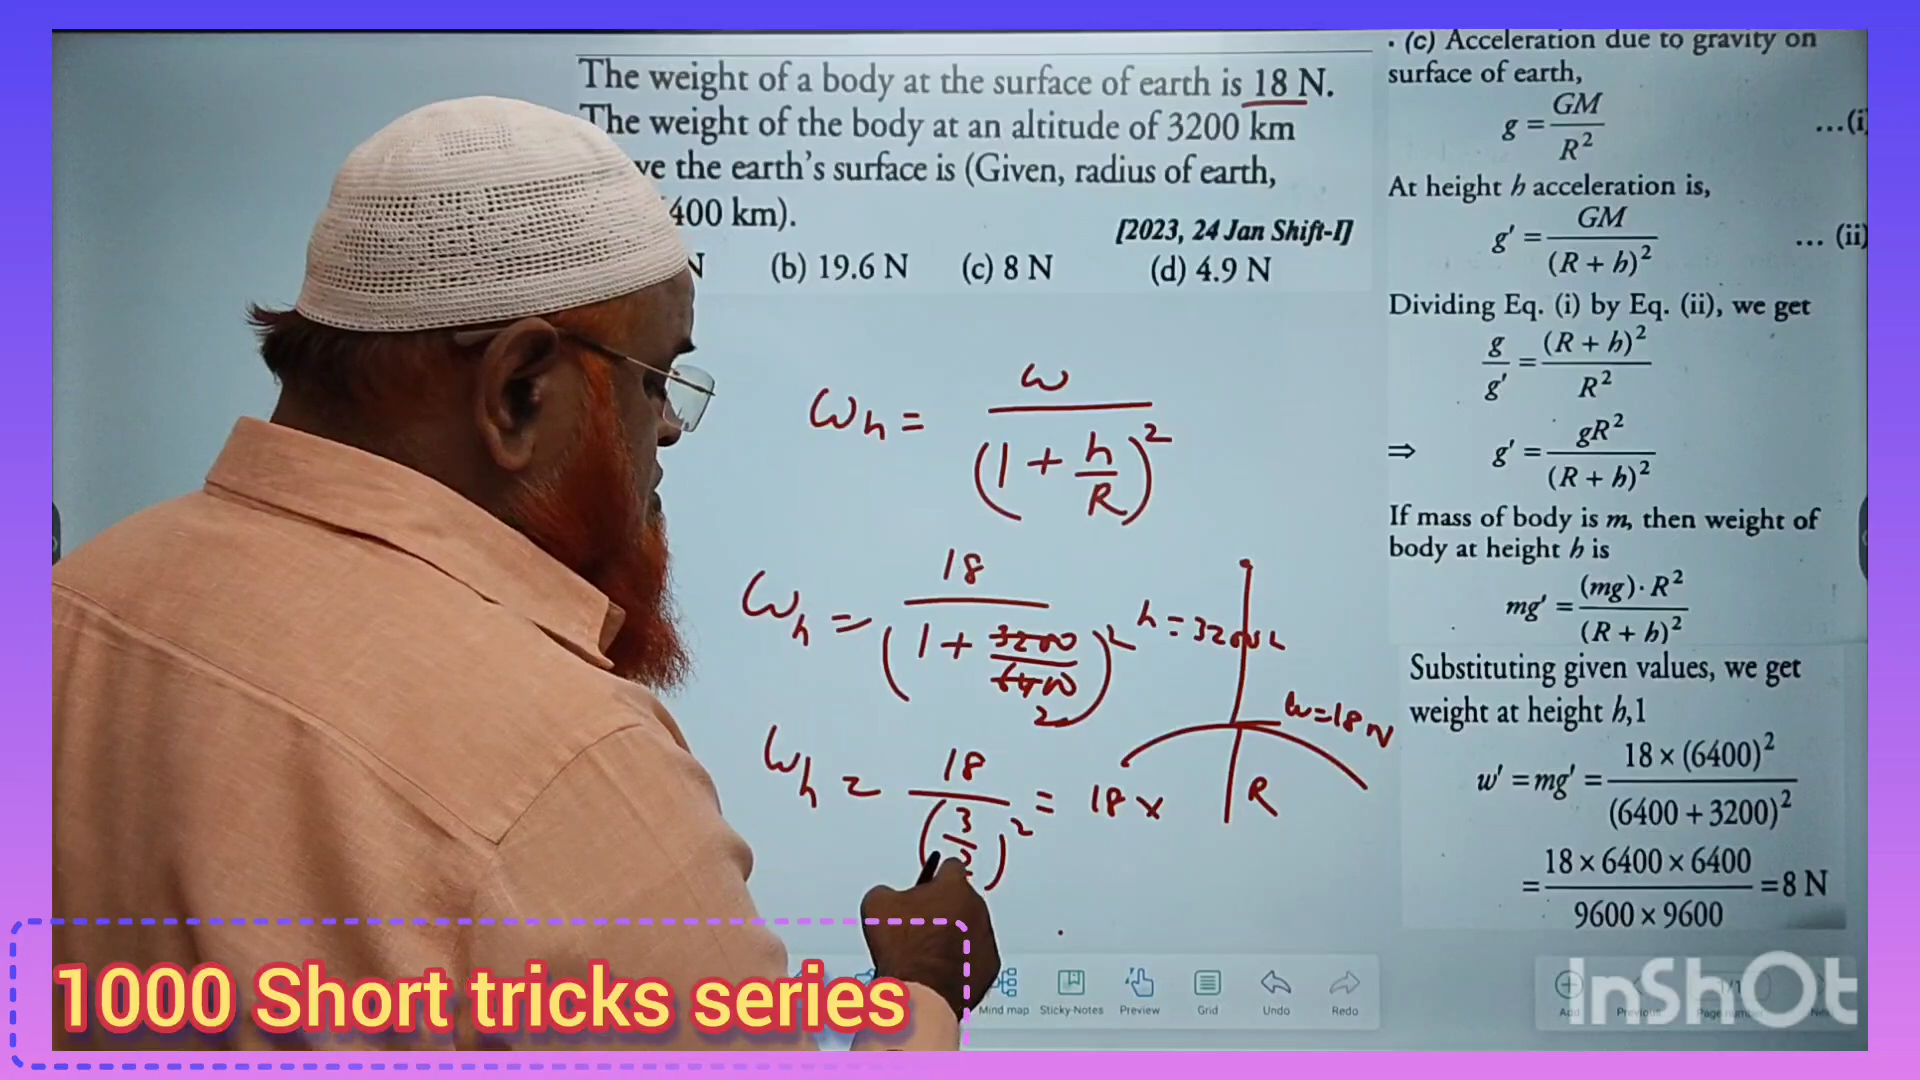 The weight of a body at the surface of earth is 18 N.
The weight of the body at an altitude of 3200 km
ve the earth's surface is (Given, radius of earth,
400 km).
[2023, 24 Jan Shift-I]
N (b) 19.6 N (c) 8 N (d) 4.9 N
ωh = ω / (1 + h/R)²
ωh = 18 / (1 + 3200/6400)²
2
h = 3200
ω = 18 N
R
ωh = 18 / (3/2)² = 18 ×
. (c) Acceleration due to gravity on
surface of earth,
g = GM / R² ...(i)
At height h acceleration is,
g' = GM / (R + h)² ... (ii)
Dividing Eq. (i) by Eq. (ii), we get
g / g' = (R + h)² / R²
⇒ g' = gR² / (R + h)²
If mass of body is m, then weight of
body at height h is
mg' = (mg) · R² / (R + h)²
Substituting given values, we get
weight at height h,1
w' = mg' = 18 × (6400)² / (6400 + 3200)²
= 18 × 6400 × 6400 / 9600 × 9600 = 8 N
1000 Short tricks series
Mind map Sticky-Notes Preview Grid Undo Redo
Add
InShOt